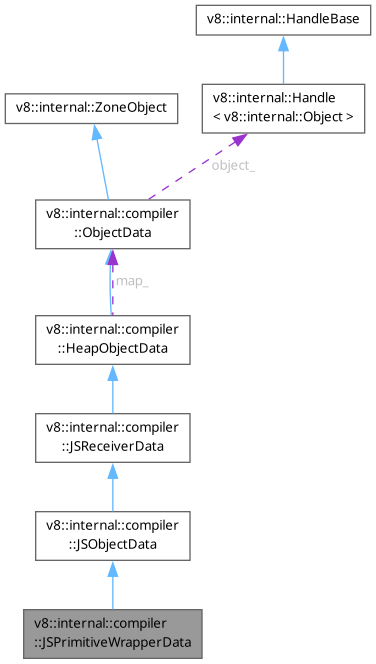 v8::internal::HandleBase
v8::internal::ZoneObject
v8::internal::Handle
< v8::internal::Object >
object_
v8::internal::compiler
::ObjectData
map_
v8::internal::compiler
::HeapObjectData
v8::internal::compiler
::JSReceiverData
v8::internal::compiler
::JSObjectData
v8::internal::compiler
::JSPrimitiveWrapperData